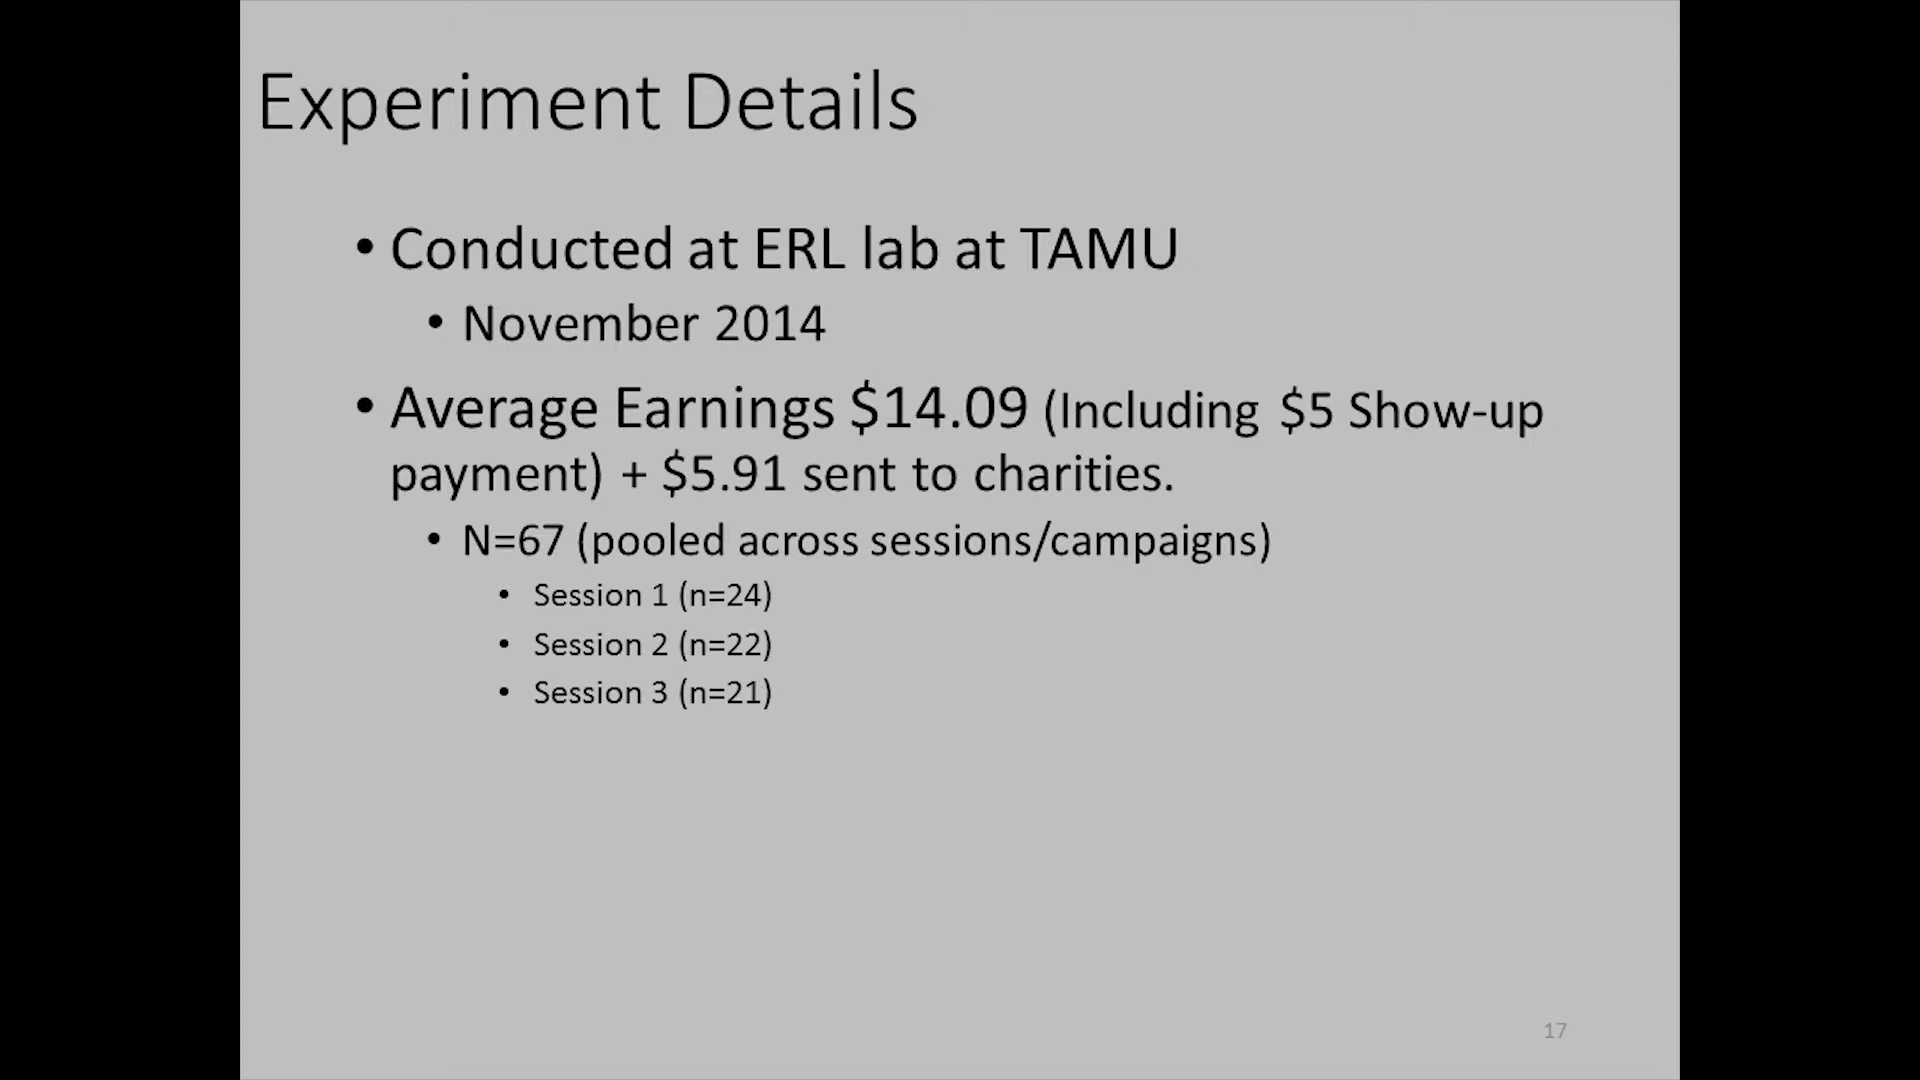 Experiment Details
• Conducted at ERL lab at TAMU
• November 2014
• Average Earnings $14.09 (Including $5 Show-up
payment) + $5.91 sent to charities.
• N=67 (pooled across sessions/campaigns)
• Session 1 (n=24)
• Session 2 (n=22)
• Session 3 (n=21)
17